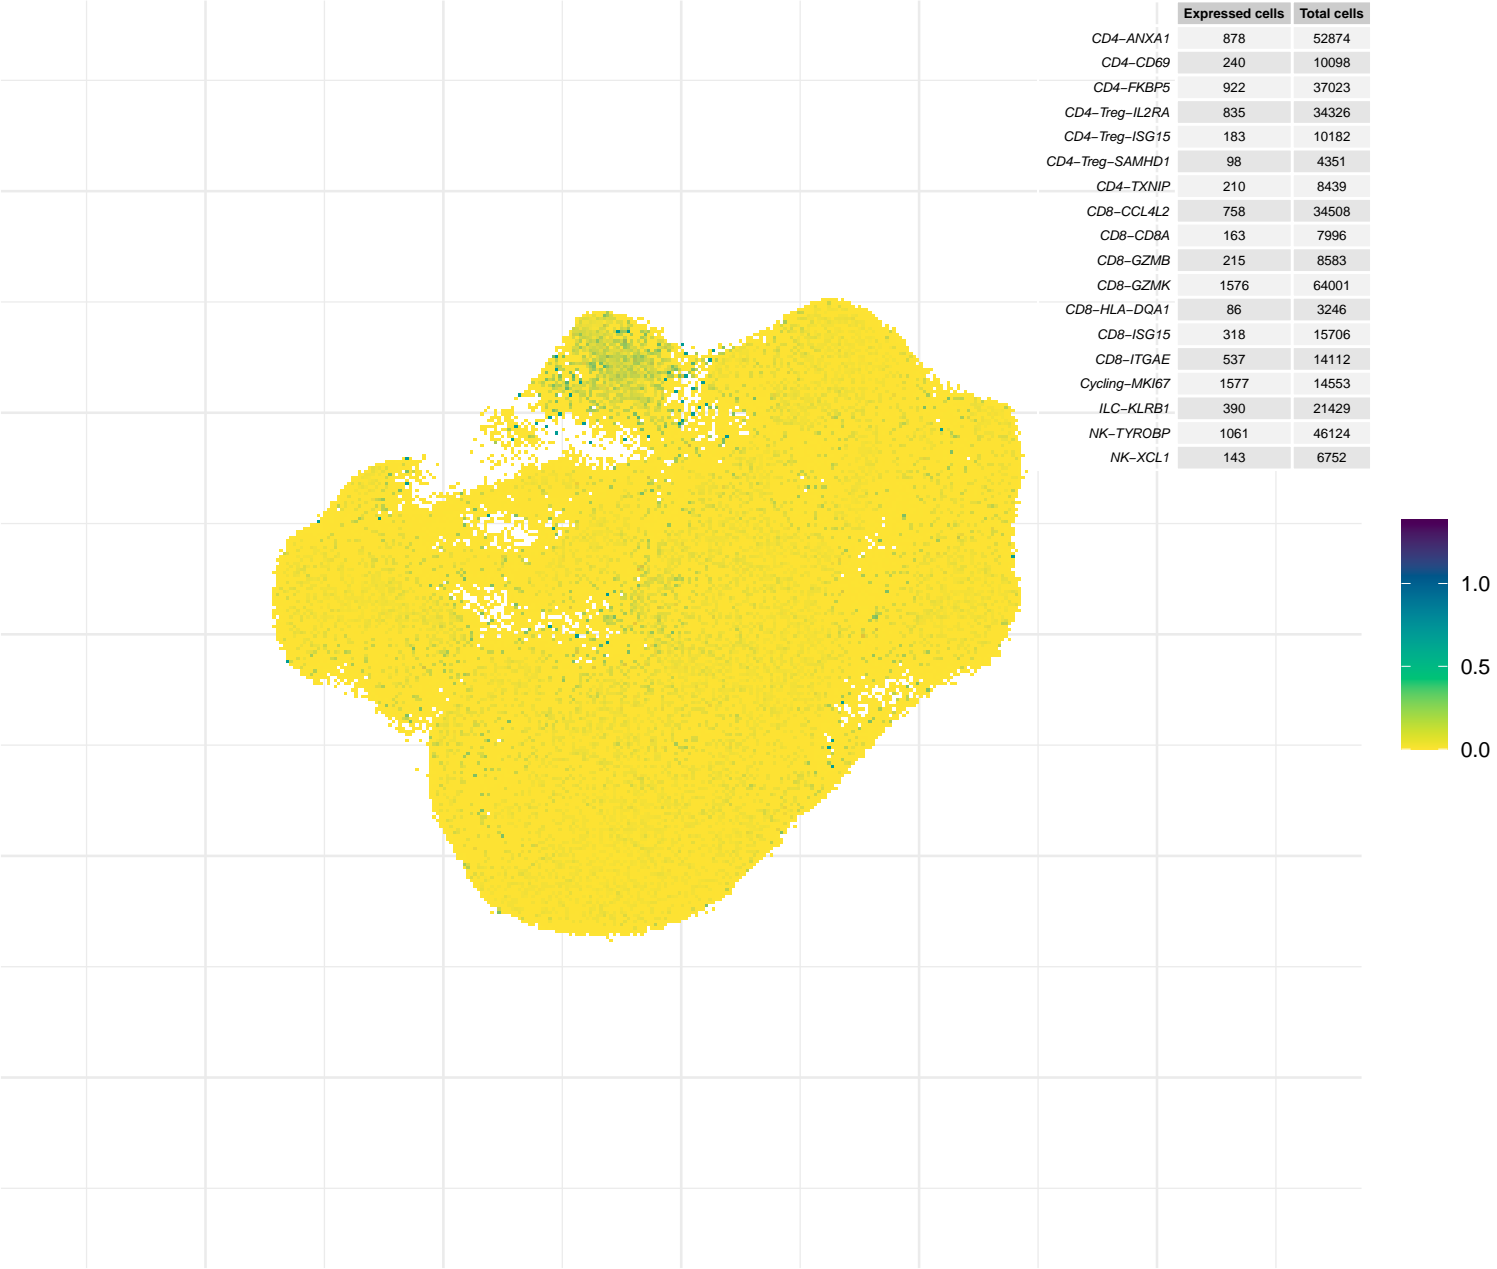 Expressed cells Total cells
CD4−ANXA1 878 52874
CD4−CD69 240 10098
CD4−FKBP5 922 37023
CD4−Treg−IL2RA 835 34326
CD4−Treg−ISG15 183 10182
CD4−Treg−SAMHD1 98 4351
CD4−TXNIP 210 8439
CD8−CCL4L2 758 34508
CD8−CD8A 163 7996
CD8−GZMB 215 8583
CD8−GZMK 1576 64001
CD8−HLA−DQA1 86 3246
CD8−ISG15 318 15706
CD8−ITGAE 537 14112
Cycling−MKI67 1577 14553
ILC−KLRB1 390 21429
NK−TYROBP 1061 46124
NK−XCL1 143 6752
1.0
0.5
0.0